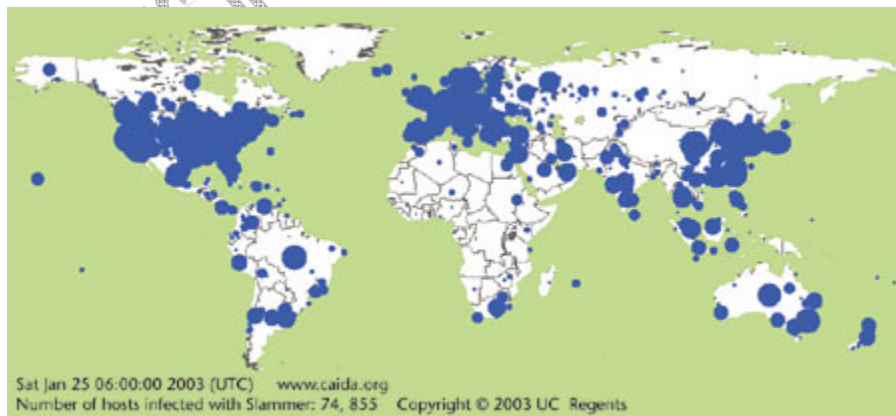 Sat Jan 25 06:00:00 2003 (UTC) www.caida.org
Number of hosts infected with Slammer: 74, 855 Copyright © 2003 UC Regents